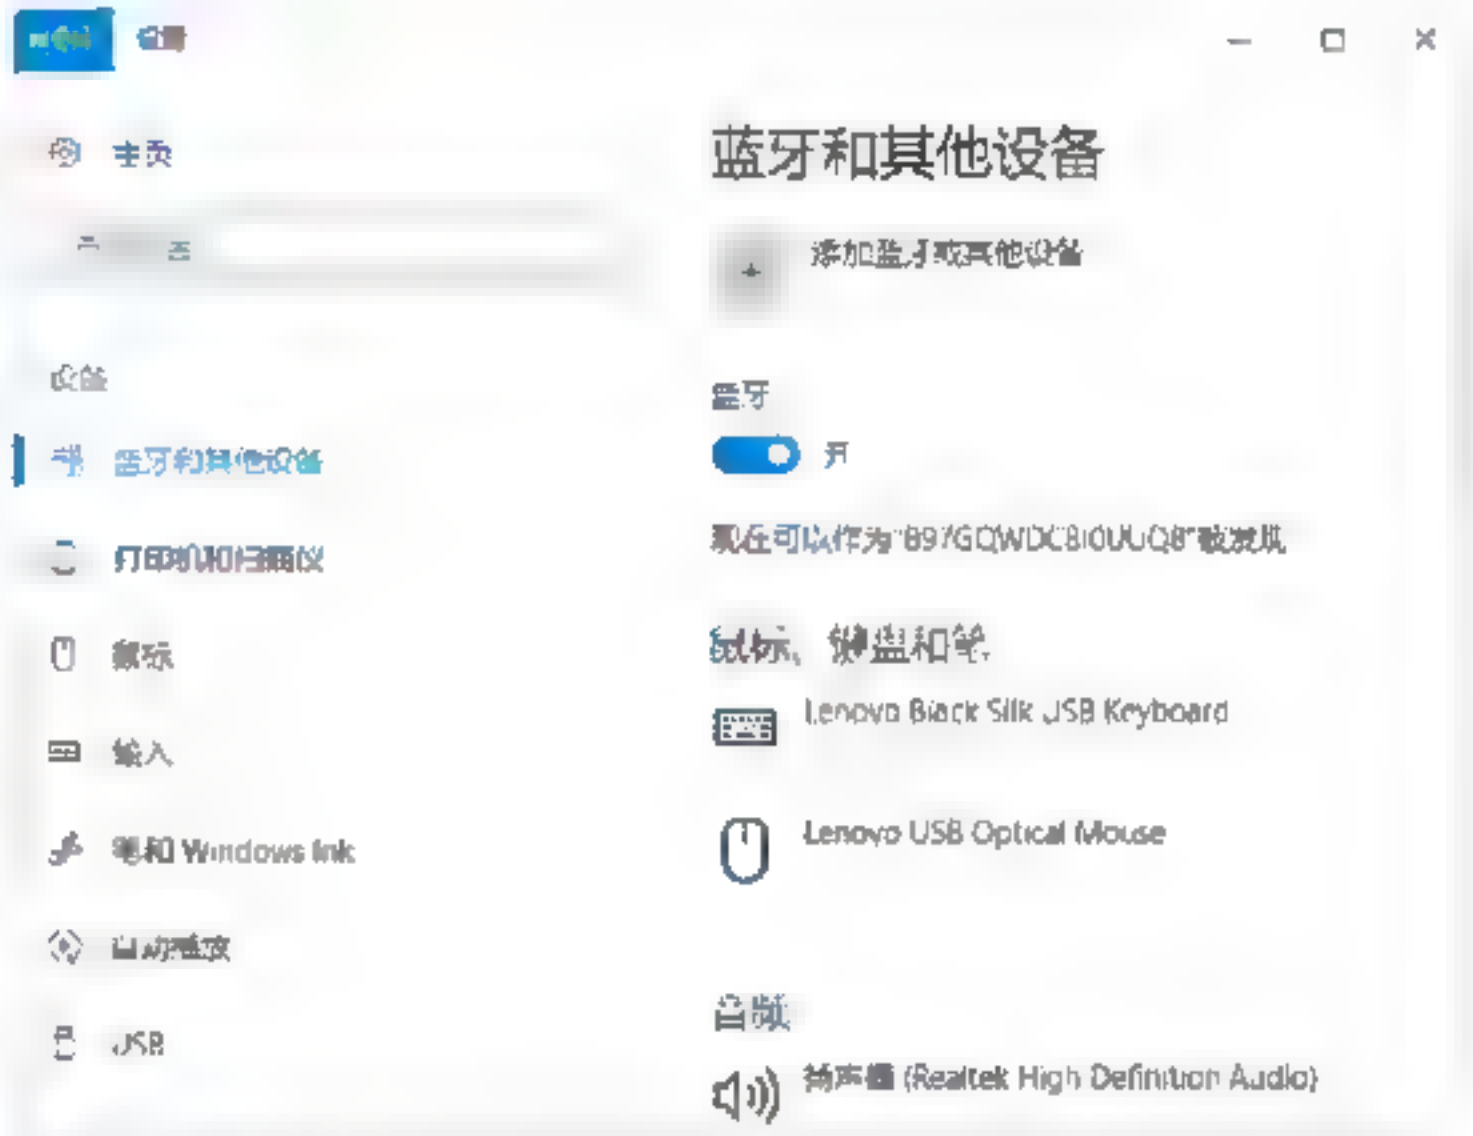 主页
设备
蓝牙和其他设备
打印机和扫描仪
鼠标
输入
笔和 Windows Ink
自动播放
USB
蓝牙和其他设备
添加蓝牙或其他设备
蓝牙
开
现在可以作为"被发现
鼠标、键盘和笔
Lenovo Black Silk USB Keyboard
Lenovo USB Optical Mouse
音频
扬声器 (Realtek High Definition Audio)